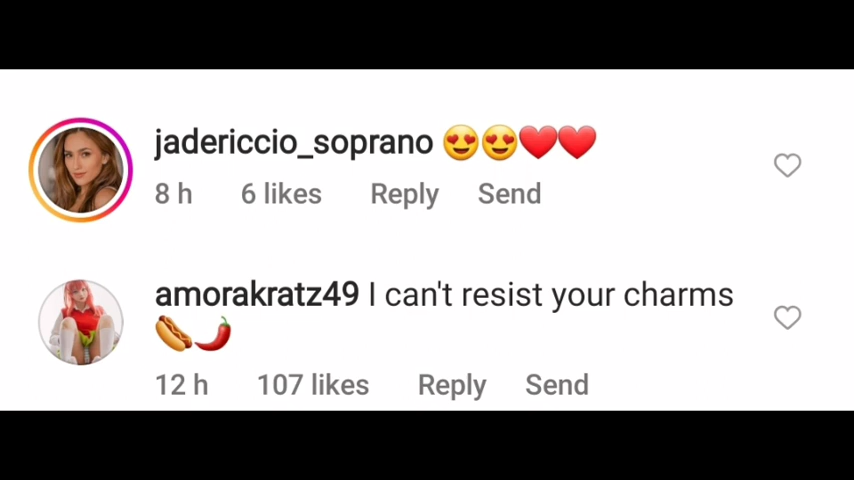 jadericcio_soprano 😍😍❤️❤️
8 h 6 likes Reply Send
amorakratz49 I can't resist your charms
🌭🌶️
12 h 107 likes Reply Send